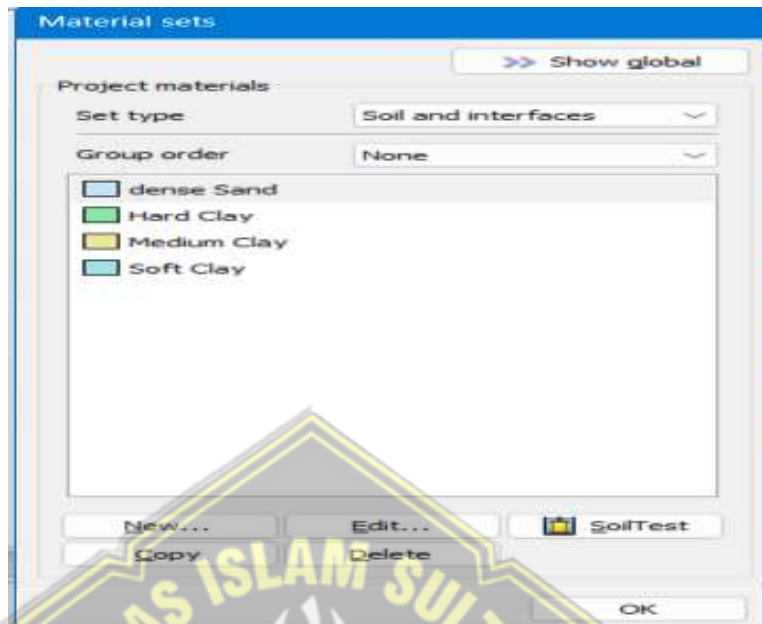 Material sets
>> Show global
Project materials
Set type Soil and interfaces
Group order None
dense Sand
Hard Clay
Medium Clay
Soft Clay
New... Edit... SoilTest
Copy Delete
OK
AS ISLAM SUL